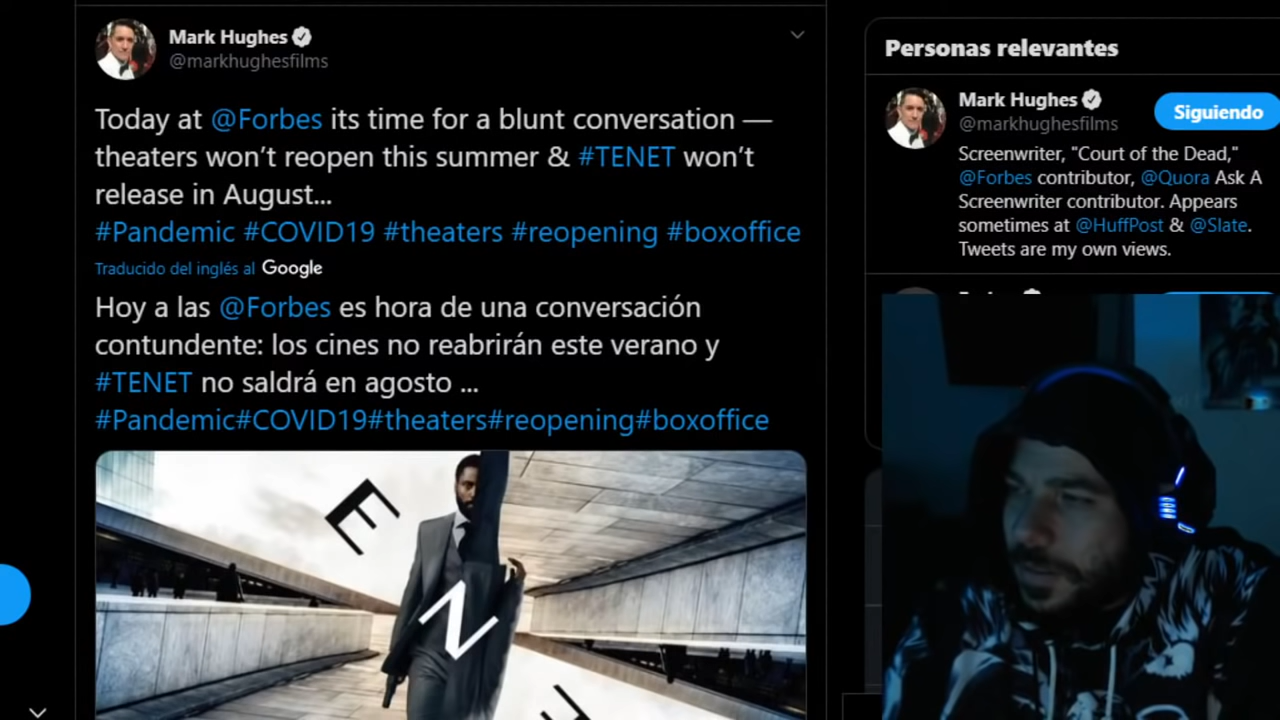 Mark Hughes
@markhughesfilms
Today at @Forbes its time for a blunt conversation —
theaters won't reopen this summer & #TENET won't
release in August...
#Pandemic #COVID19 #theaters #reopening #boxoffice
Traducido del inglés al Google
Hoy a las @Forbes es hora de una conversación
contundente: los cines no reabrirán este verano y
#TENET no saldrá en agosto ...
#Pandemic#COVID19#theaters#reopening#boxoffice
E
N
Personas relevantes
Mark Hughes
Siguiendo
@markhughesfilms
Screenwriter, "Court of the Dead,"
@Forbes contributor, @Quora Ask A
Screenwriter contributor. Appears
sometimes at @HuffPost & @Slate.
Tweets are my own views.